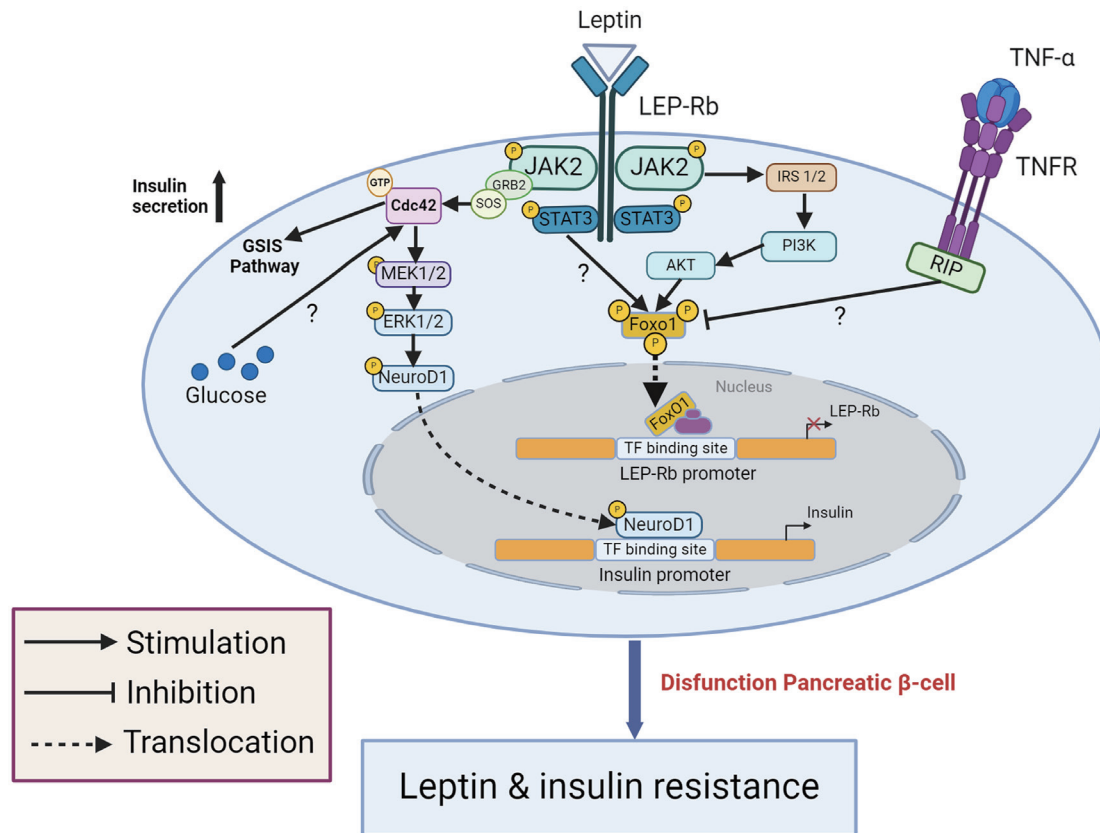 Leptin
TNF-α
LEP-Rb
TNFR
P
JAK2
JAK2
P
GRB2
SOS
IRS 1/2
Insulin
secretion
GTP
Cdc42
P
STAT3
STAT3
P
GSIS
Pathway
PI3K
AKT
RIP
P
MEK1/2
?
?
?
P
ERK1/2
P
Foxo1
P
P
P
NeuroD1
Glucose
Nucleus
FoxO1
LEP-Rb
TF binding site
LEP-Rb promoter
P
NeuroD1
Insulin
TF binding site
Insulin promoter
Stimulation
Inhibition
Translocation
Disfunction Pancreatic β-cell
Leptin & insulin resistance